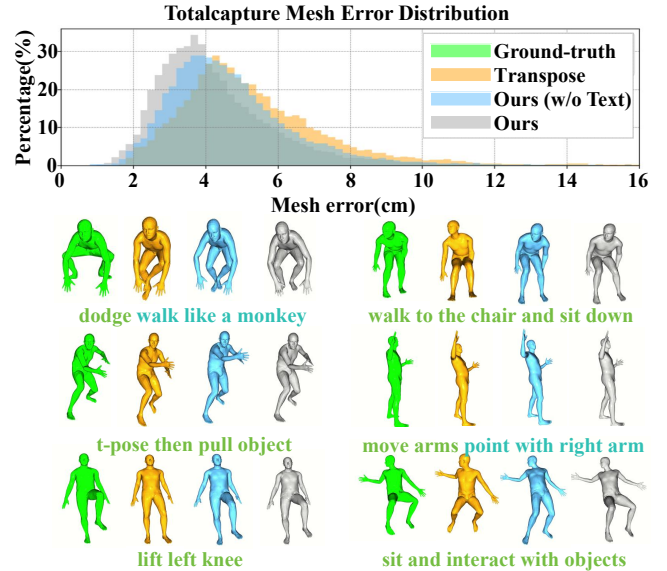 Totalcapture Mesh Error Distribution
Percentage(%)
30
20
10
0
Ground-truth
Transpose
Ours (w/o Text)
Ours
0 2 4 6 8 10 12 14 16
Mesh error(cm)
dodge walk like a monkey
walk to the chair and sit down
t-pose then pull object
move arms point with right arm
lift left knee
sit and interact with objects